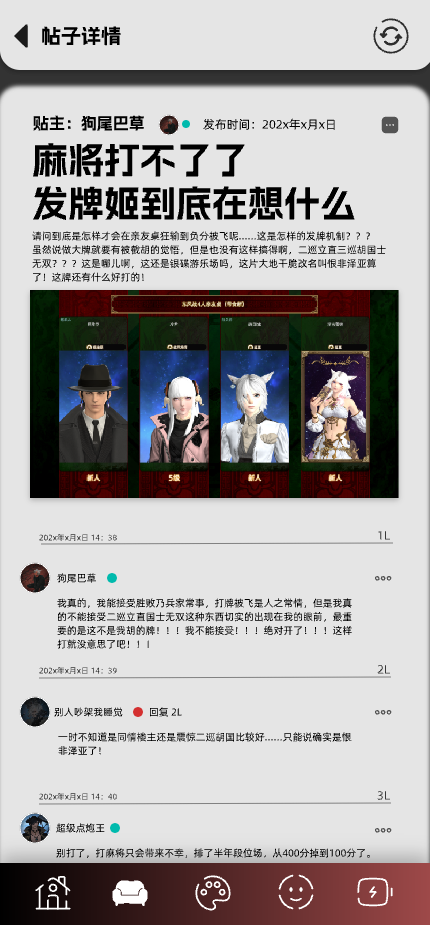 帖子详情
贴主：狗尾巴草 发布时间：202x年x月x日
麻将打不了了
发牌姬到底在想什么
请问到底是怎样才会在亲友桌狂输到负分被飞呢......这是怎样的发牌机制？？？
虽然说做大牌就要有被截胡的觉悟，但是也没有这样搞得啊，二巡立直三巡胡国士
无双？？？这是哪儿啊，这还是银碟游乐场吗，这片大地干脆改名叫恨非泽亚算
了！这牌还有什么好打的！
新人 5级 新人 新人
202x年x月x日 14：38 1L
狗尾巴草
我真的，我能接受胜败乃兵家常事，打牌被飞是人之常情，但是我真
的不能接受二巡立直国士无双这种东西切实的出现在我的眼前，最重
要的是这不是我胡的牌！！！我不能接受！！！绝对开了！！！这样
打就没意思了吧！！！
202x年x月x日 14：39 2L
别人吵架我睡觉 回复 2L
一时不知道是同情楼主还是震惊二巡胡国比较好......只能说确实是恨
非泽亚了！
202x年x月x日 14：40 3L
超级点炮王
别打了，打麻将只会带来不幸，排了半年段位场，从400分掉到100分了。